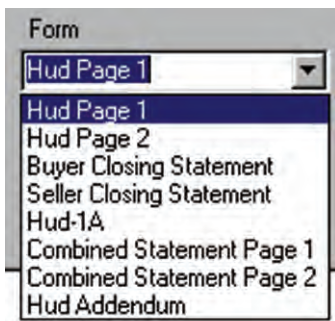 Form
Hud Page 1
Hud Page 1
Hud Page 2
Buyer Closing Statement
Seller Closing Statement
Hud-1A
Combined Statement Page 1
Combined Statement Page 2
Hud Addendum